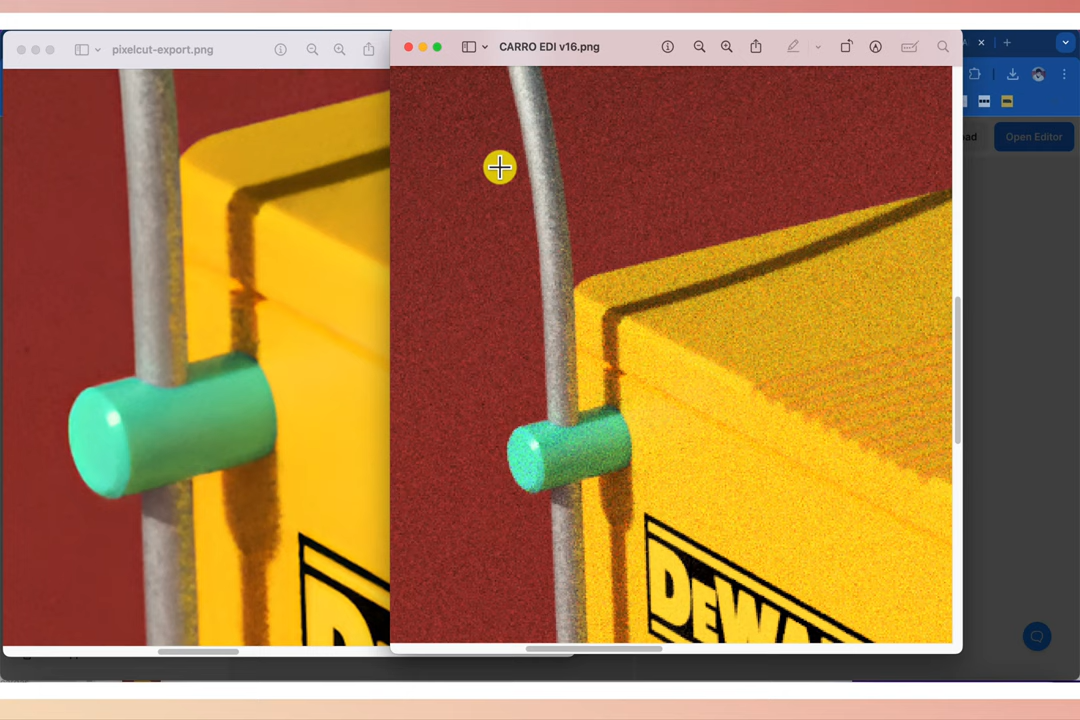 pixelcut-export.png
CARRO EDI v16.png
Open Editor
DEWA
D